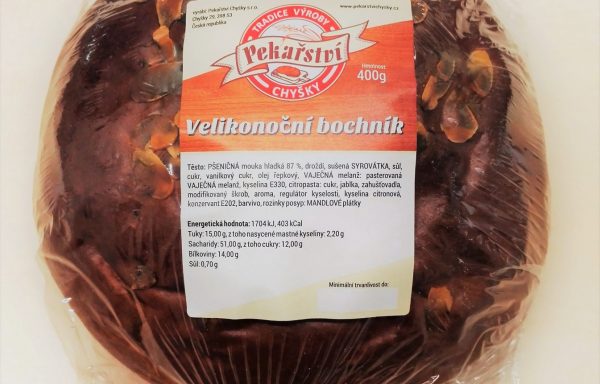 vyrábí: Pekařství Chyšky s.r.o.
Chyšky 29, 398 53
Česká republika
www.pekarstvichysky.cz
TRADICE VÝROBY
Pekařství
CHYŠKY
Hmotnost:
400g
Velikonoční bochník
Těsto: PŠENIČNÁ mouka hladká 87 %, droždí, sušená SYROVÁTKA, sůl,
cukr, vanilkový cukr, olej řepkový, VAJEČNÁ melanž: pasterovaná
VAJEČNÁ melanž, kyselina E330, citropasta: cukr, jablka, zahušťovadla,
modifikovaný škrob, aroma, regulátor kyselosti, kyselina citronová,
konzervant E202, barvivo, rozinky posyp: MANDLOVÉ plátky
Energetická hodnota: 1704 kJ, 403 kCal
Tuky: 15,00 g, z toho nasycené mastné kyseliny: 2,20 g
Sacharidy: 51,00 g, z toho cukry: 12,00 g
Bílkoviny: 14,00 g
Sůl: 0,70 g
Minimální trvanlivost do: